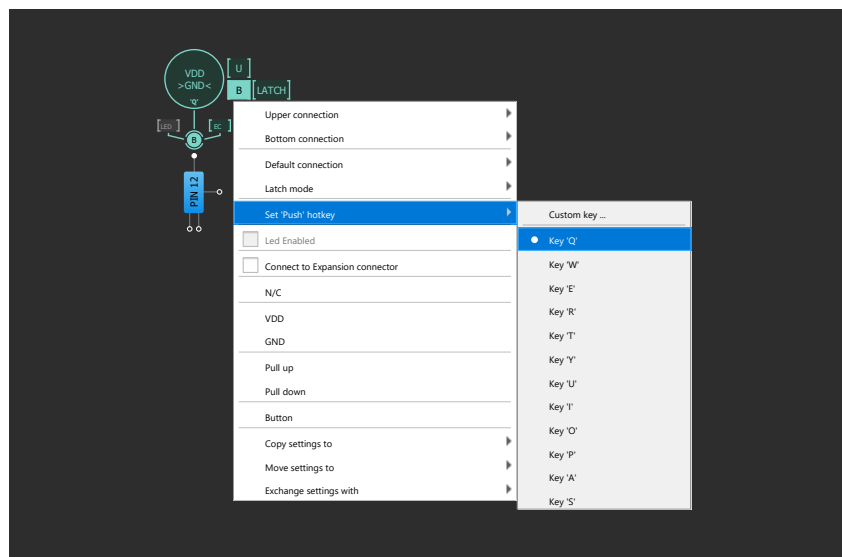 VDD
>GND<
'Q'
[ U ]
B [LATCH]
[LED]
[EC]
B
PIN 12
Upper connection
Bottom connection
Default connection
Latch mode
Set 'Push' hotkey
Led Enabled
Connect to Expansion connector
N/C
VDD
GND
Pull up
Pull down
Button
Copy settings to
Move settings to
Exchange settings with
Custom key ...
Key 'Q'
Key 'W'
Key 'E'
Key 'R'
Key 'T'
Key 'Y'
Key 'U'
Key 'I'
Key 'O'
Key 'P'
Key 'A'
Key 'S'